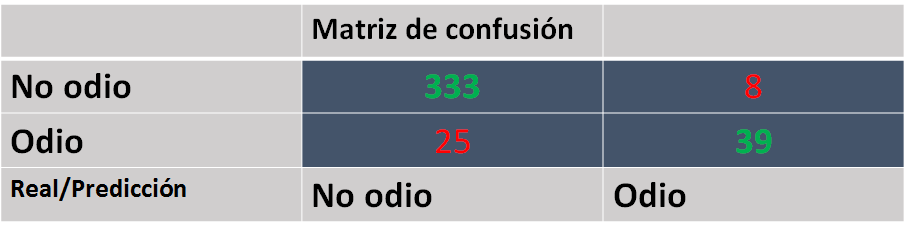 Matriz de confusión
No odio 333 8
Odio 25 39
Real/Predicción No odio Odio